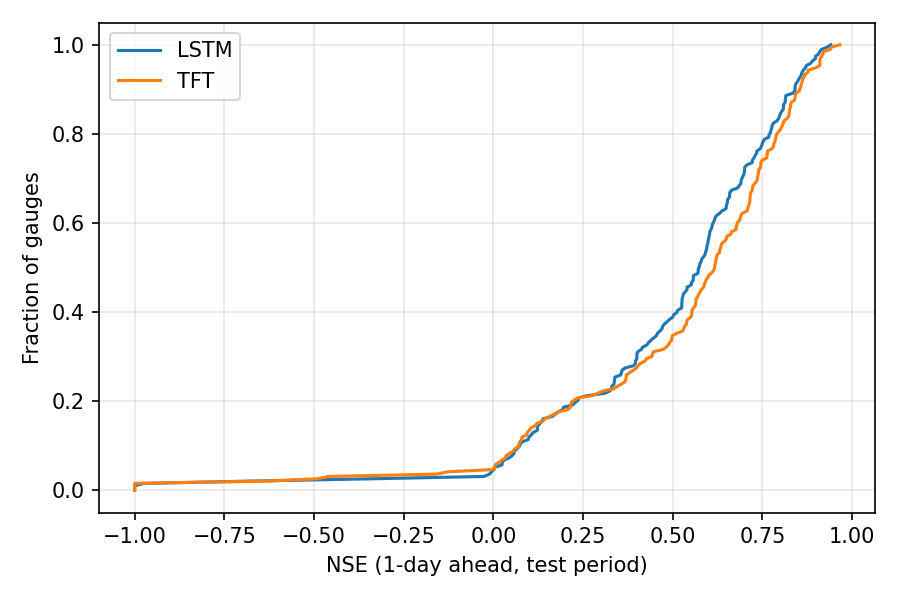 LSTM
TFT
1.0
0.8
0.6
0.4
0.2
0.0
Fraction of gauges
−1.00 −0.75 −0.50 −0.25 0.00 0.25 0.50 0.75 1.00
NSE (1-day ahead, test period)